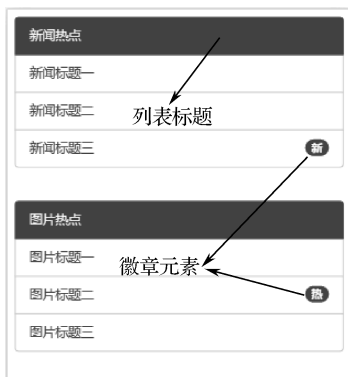 新闻热点
新闻标题一
新闻标题二
列表标题
新闻标题三
新
图片热点
图片标题一
徽章元素
图片标题二
热
图片标题三